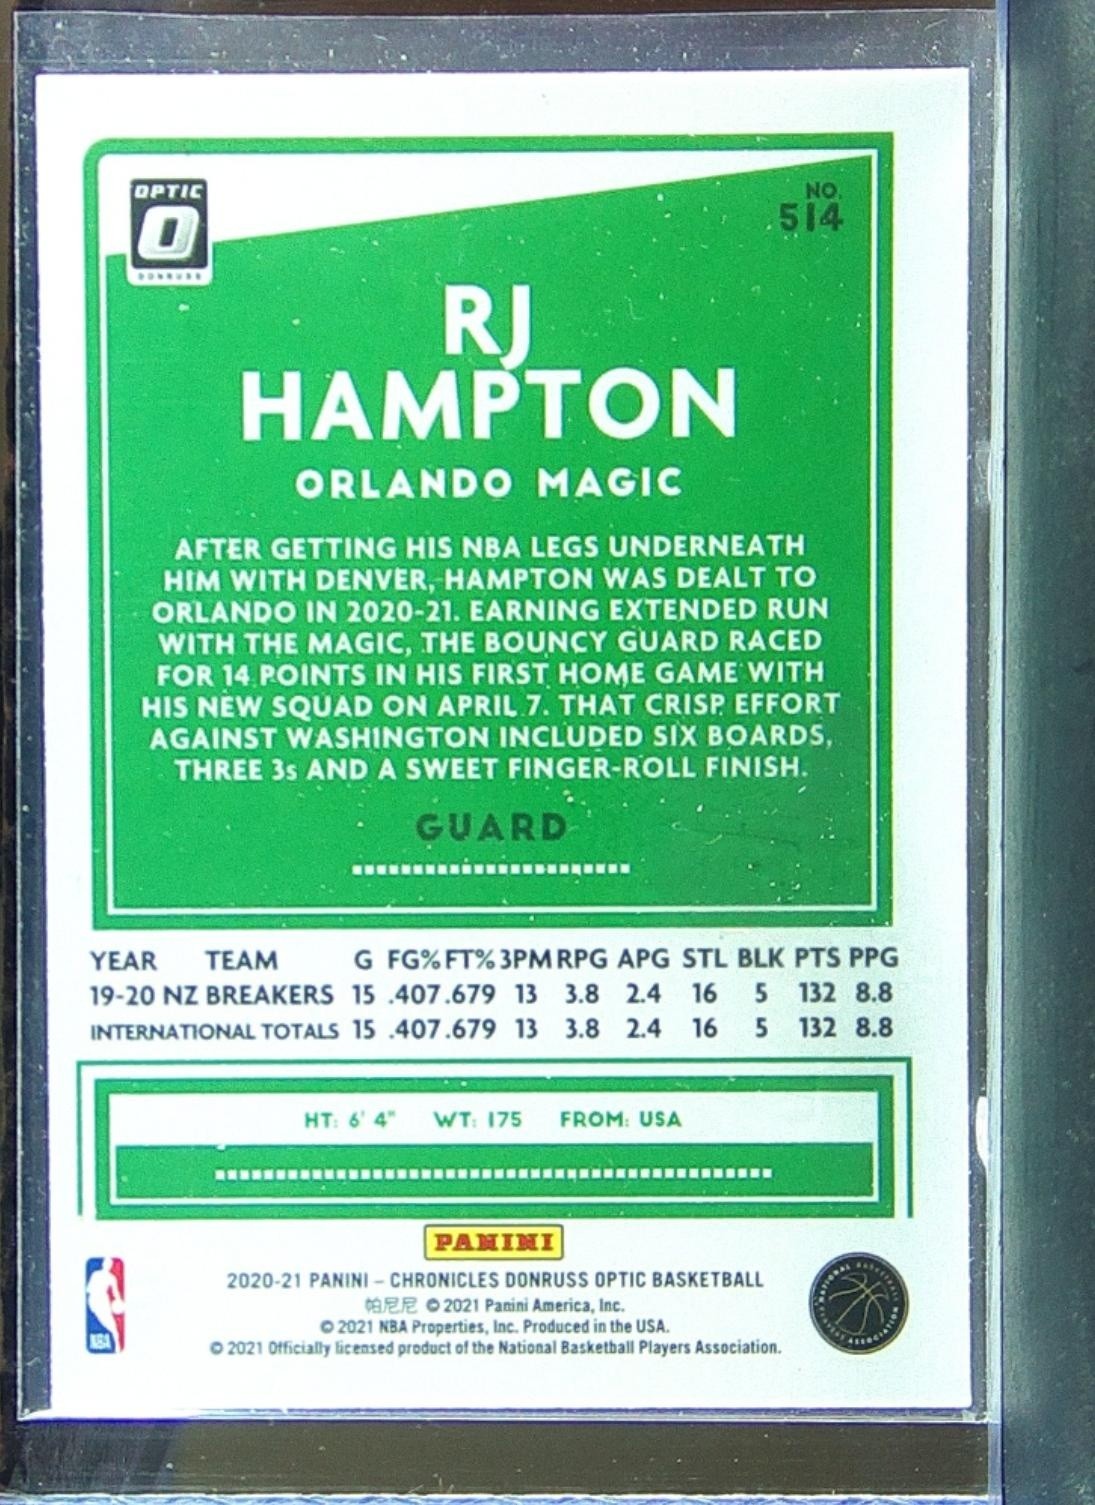 OPTIC
DONRUSS
NO.
514
RJ
HAMPTON
ORLANDO MAGIC
AFTER GETTING HIS NBA LEGS UNDERNEATH
HIM WITH DENVER, HAMPTON WAS DEALT TO
ORLANDO IN 2020-21. EARNING EXTENDED RUN
WITH THE MAGIC, THE BOUNCY GUARD RACED
FOR 14 POINTS IN HIS FIRST HOME GAME WITH
HIS NEW SQUAD ON APRIL 7. THAT CRISP EFFORT
AGAINST WASHINGTON INCLUDED SIX BOARDS,
THREE 3s AND A SWEET FINGER-ROLL FINISH.
GUARD
YEAR TEAM G FG% FT% 3PM RPG APG STL BLK PTS PPG
19-20 NZ BREAKERS 15 .407 .679 13 3.8 2.4 16 5 132 8.8
INTERNATIONAL TOTALS 15 .407 .679 13 3.8 2.4 16 5 132 8.8
HT: 6' 4" WT: 175 FROM: USA
PANINI
2020-21 PANINI – CHRONICLES DONRUSS OPTIC BASKETBALL
帕尼尼 © 2021 Panini America, Inc.
© 2021 NBA Properties, Inc. Produced in the USA.
© 2021 Officially licensed product of the National Basketball Players Association.
NBA
NATIONAL BASKETBALL PLAYERS ASSOCIATION